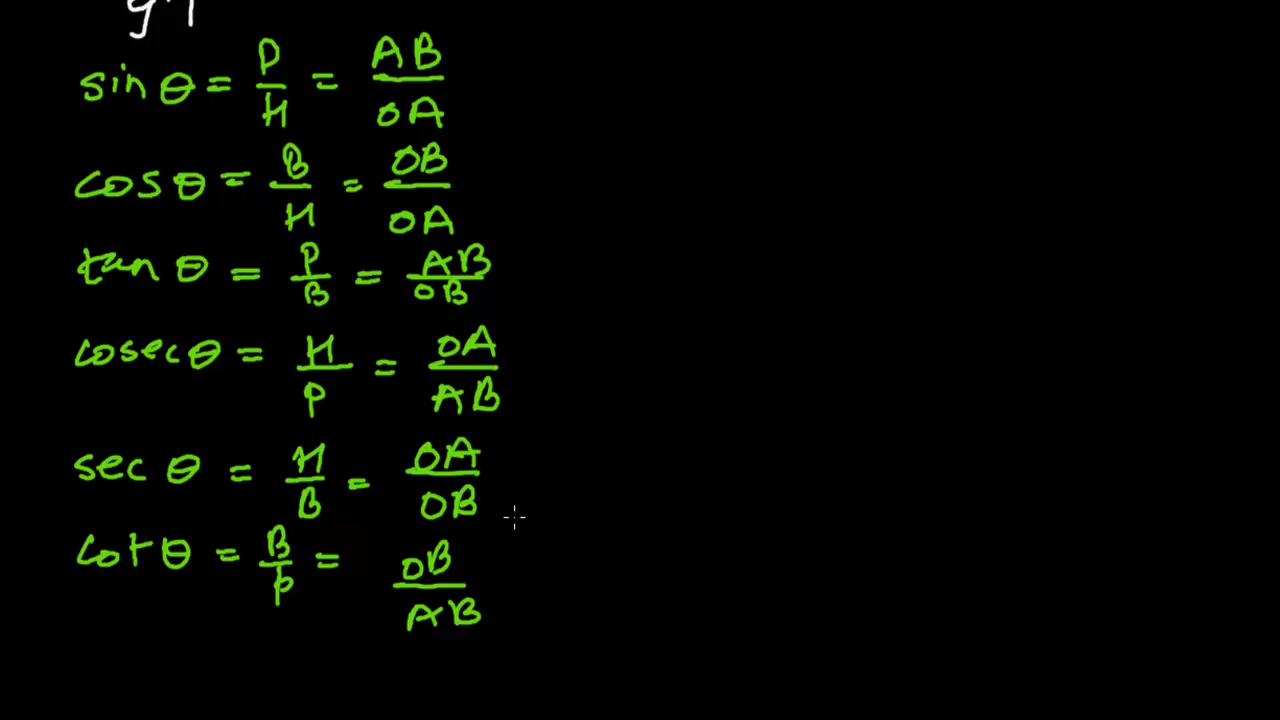 sin θ = P/H = AB/OA
cos θ = B/H = OB/OA
tan θ = P/B = AB/OB
cosec θ = H/P = OA/AB
sec θ = H/B = OA/OB
cot θ = B/P = OB/AB